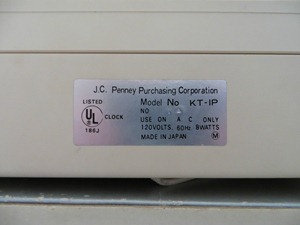 J.C. Penney Purchasing Corporation
LISTED
UL
CLOCK
186J
Model No KT-1P
NO
USE ON A.C. ONLY
120VOLTS, 60Hz 8WATTS
MADE IN JAPAN
M